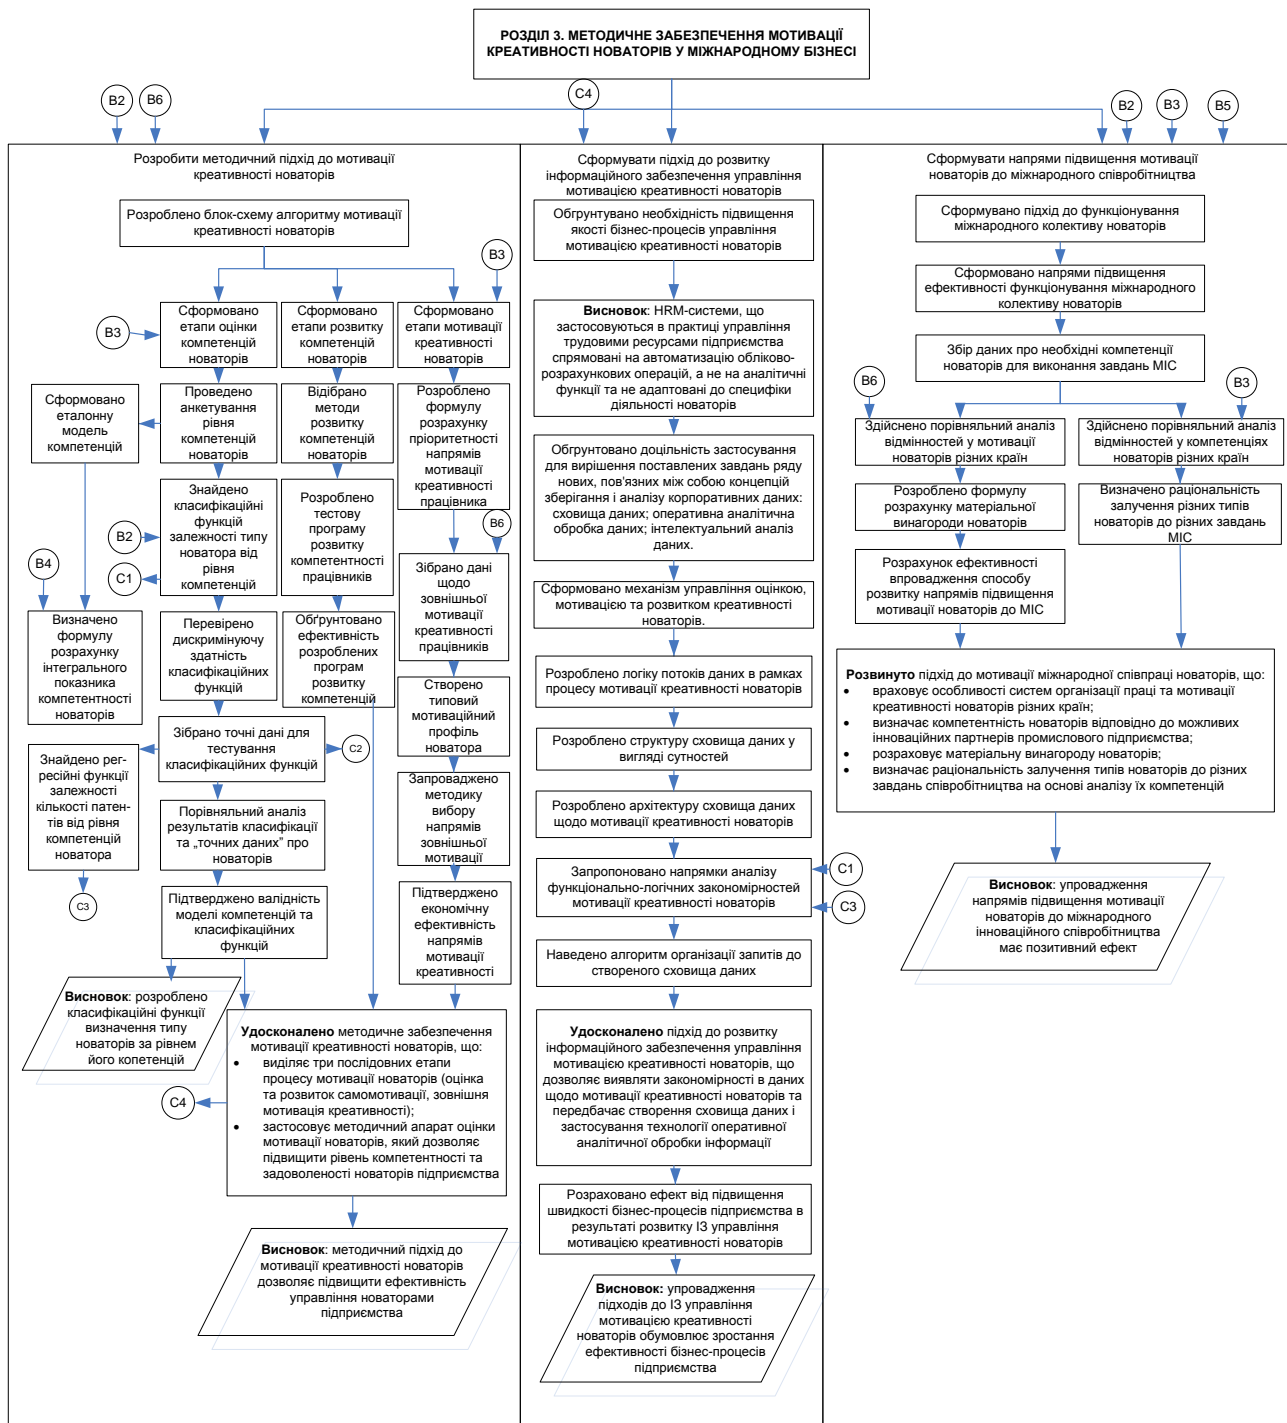 РОЗДІЛ 3. МЕТОДИЧНЕ ЗАБЕЗПЕЧЕННЯ МОТИВАЦІЇ
КРЕАТИВНОСТІ НОВАТОРІВ У МІЖНАРОДНОМУ БІЗНЕСІ
В2
В6
С4
В2
В3
В5
Розробити методичний підхід до мотивації
креативності новаторів
Розроблено блок-схему алгоритму мотивації
креативності новаторів
В3
Сформовано
етапи оцінки
компетенцій
новаторів
Сформовано
етапи розвитку
компетенцій
новаторів
Сформовано
етапи мотивації
креативності
новаторів
В3
Сформовано
еталонну
модель
компетенцій
Проведено
анкетування
рівня
компетенцій
новаторів
Відібрано
методи
розвитку
компетенцій
новаторів
Розроблено
формулу
розрахунку
пріоритетності
напрямів
мотивації
креативності
працівника
Знайдено
класифікаційні
функцій
залежності типу
новатора від
рівня
компетенцій
Розроблено
тестову
програму
розвитку
компетентності
працівників
В2
С1
В4
В6
Зібрано дані
щодо
зовнішньої
мотивації
креативності
працівників
Визначено
формулу
розрахунку
інтегрального
показника
компетентності
новаторів
Перевірено
дискримінуючу
здатність
класифікаційних
функцій
Обґрунтовано
ефективність
розроблених
програм
розвитку
компетенцій
Створено
типовий
мотиваційний
профіль
новатора
Зібрано точні дані для
тестування
класифікаційних функцій
С2
Знайдено рег-
ресійні функції
залежності
кількості патен-
тів від рівня
компетенцій
новатора
С3
Порівняльний аналіз
результатів класифікації
та „точних даних” про
новаторів
Запроваджено
методику
вибору
напрямів
зовнішньої
мотивації
Підтверджено валідність
моделі компетенцій та
класифікаційних
функцій
Підтверджено
економічну
ефективність
напрямів
мотивації
креативності
Висновок: розроблено
класифікаційні функції
визначення типу
новаторів за рівнем
його копетенцій
Удосконалено методичне забезпечення
мотивації креативності новаторів, що:
• виділяє три послідовних етапи
процесу мотивації новаторів (оцінка
та розвиток самомотивації, зовнішня
мотивація креативності);
• застосовує методичний апарат оцінки
мотивації новаторів, який дозволяє
підвищити рівень компетентності та
задоволеності новаторів підприємства
С4
Висновок: методичний підхід до
мотивації креативності новаторів
дозволяє підвищити ефективність
управління новаторами
підприємства
Сформувати підхід до розвитку
інформаційного забезпечення управління
мотивацією креативності новаторів
Обгрунтувано необхідність підвищення
якості бізнес-процесів управління
мотивацією креативності новаторів
Висновок: HRM-системи, що
застосовуються в практиці управління
трудовими ресурсами підприємства
спрямовані на автоматизацію обліково-
розрахункових операцій, а не на аналітичні
функції та не адаптовані до специфіки
діяльності новаторів
Обгрунтовано доцільність застосування
для вирішення поставлених завдань ряду
нових, пов’язних між собою концепцій
зберігання і аналізу корпоративних даних:
сховища даних; оперативна аналітична
обробка даних; інтелектуальний аналіз
даних.
Сформовано механізм управління оцінкою,
мотивацією та розвитком креативності
новаторів.
Розроблено логіку потоків даних в рамках
процесу мотивації креативності новаторів
Розроблено структуру сховища даних у
вигляді сутностей
Розроблено архітектуру сховища даних
щодо мотивації креативності новаторів
Запропоновано напрямки аналізу
функціонально-логічних закономірностей
мотивації креативності новаторів
С1
С3
Наведено алгоритм організації запитів до
створеного сховища даних
Удосконалено підхід до розвитку
інформаційного забезпечення управління
мотивацією креативності новаторів, що
дозволяє виявляти закономірності в даних
щодо мотивації креативності новаторів та
передбачає створення сховища даних і
застосування технології оперативної
аналітичної обробки інформації
Розраховано ефект від підвищення
швидкості бізнес-процесів підприємства в
результаті розвитку ІЗ управління
мотивацією креативності новаторів
Висновок: упровадження
підходів до ІЗ управління
мотивацією креативності
новаторів обумовлює зростання
ефективності бізнес-процесів
підприємства
Сформувати напрями підвищення мотивації
новаторів до міжнародного співробітництва
Сформувано підхід до функціонування
міжнародного колективу новаторів
Сформовано напрями підвищення
ефективності функціонування міжнародного
колективу новаторів
Збір даних про необхідні компетенції
новаторів для виконання завдань МІС
В6
В3
Здійснено порівняльний аналіз
відмінностей у мотивації
новаторів різних країн
Здійснено порівняльний аналіз
відмінностей у компетенціях
новаторів різних країн
Розроблено формулу
розрахунку матеріальної
винагороди новаторів
Визначено раціональність
залучення різних типів
новаторів до різних завдань
МІС
Розрахунок ефективності
впровадження способу
розвитку напрямів підвищення
мотивації новаторів до МІС
Розвинуто підхід до мотивації міжнародної співпраці новаторів, що:
• враховує особливості систем організації праці та мотивації
креативності новаторів різних країн;
• визначає компетентність новаторів відповідно до можливих
інноваційних партнерів промислового підприємства;
• розраховує матеріальну винагороду новаторів;
• визначає раціональність залучення типів новаторів до різних
завдань співробітництва на основі аналізу їх компетенцій
Висновок: упровадження
напрямів підвищення мотивації
новаторів до міжнародного
інноваційного співробітництва
має позитивний ефект